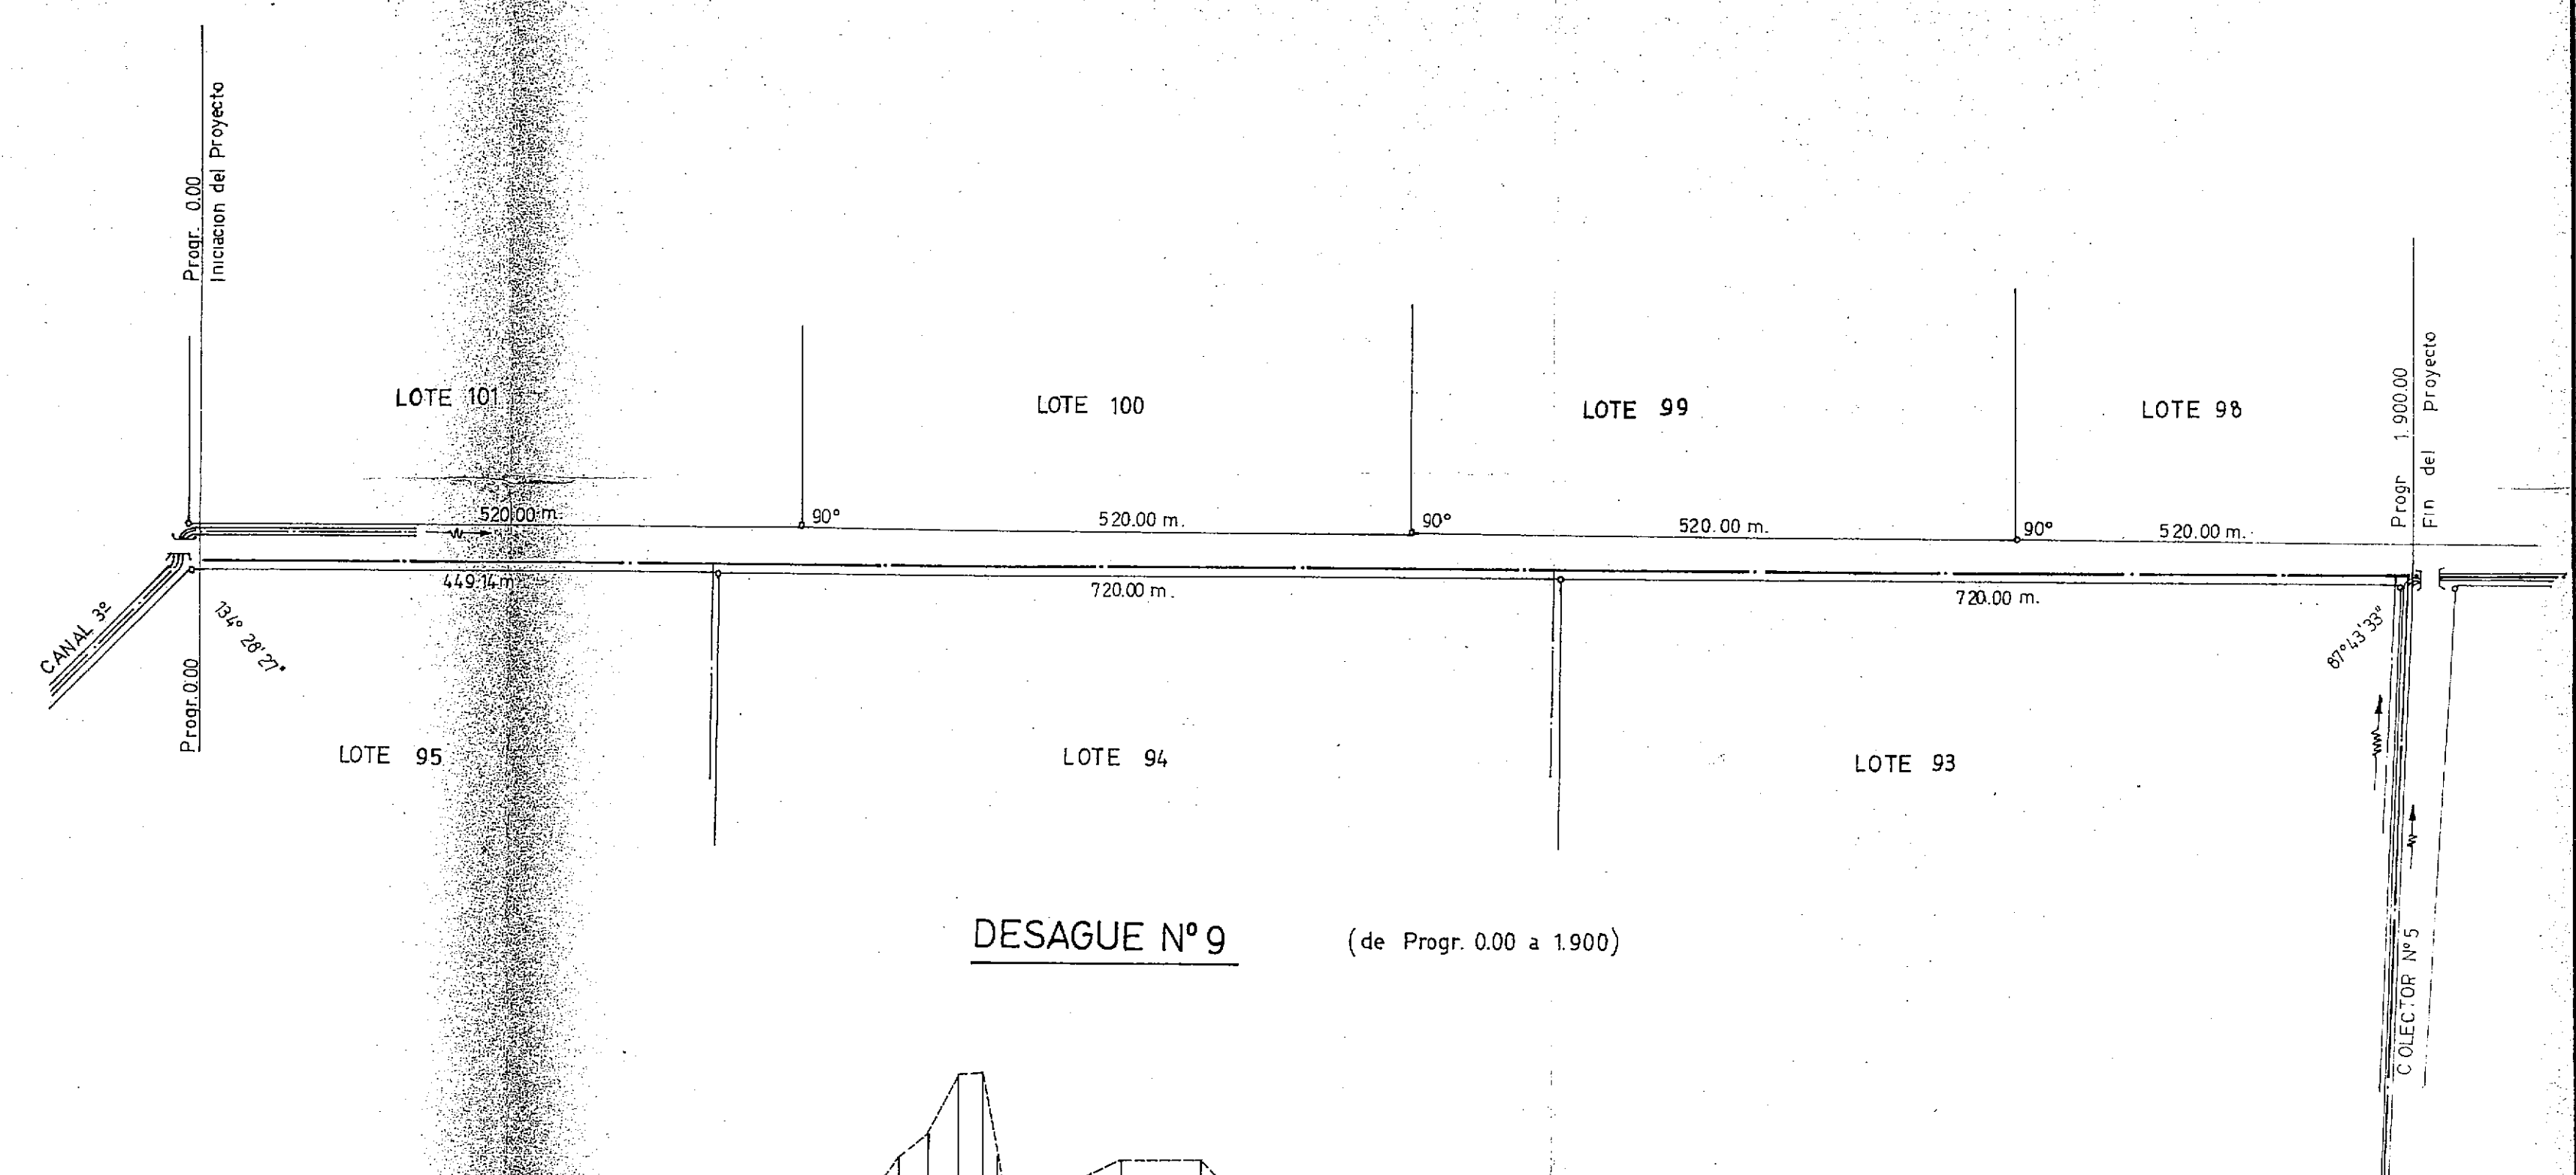 Progr. 0.00
Iniciacion del Proyecto
LOTE 101
LOTE 100
LOTE 99
LOTE 98
Progr 1.900.00
Fin del Proyecto
520.00 m.
90°
520.00 m.
90°
520.00 m.
90°
520.00 m.
449.14 m
720.00 m.
720.00 m.
CANAL 3º
134° 28'27"
87°43'33"
Progr. 0.00
LOTE 95
LOTE 94
LOTE 93
COLECTOR Nº 5
DESAGUE Nº 9 (de Progr. 0.00 a 1.900)